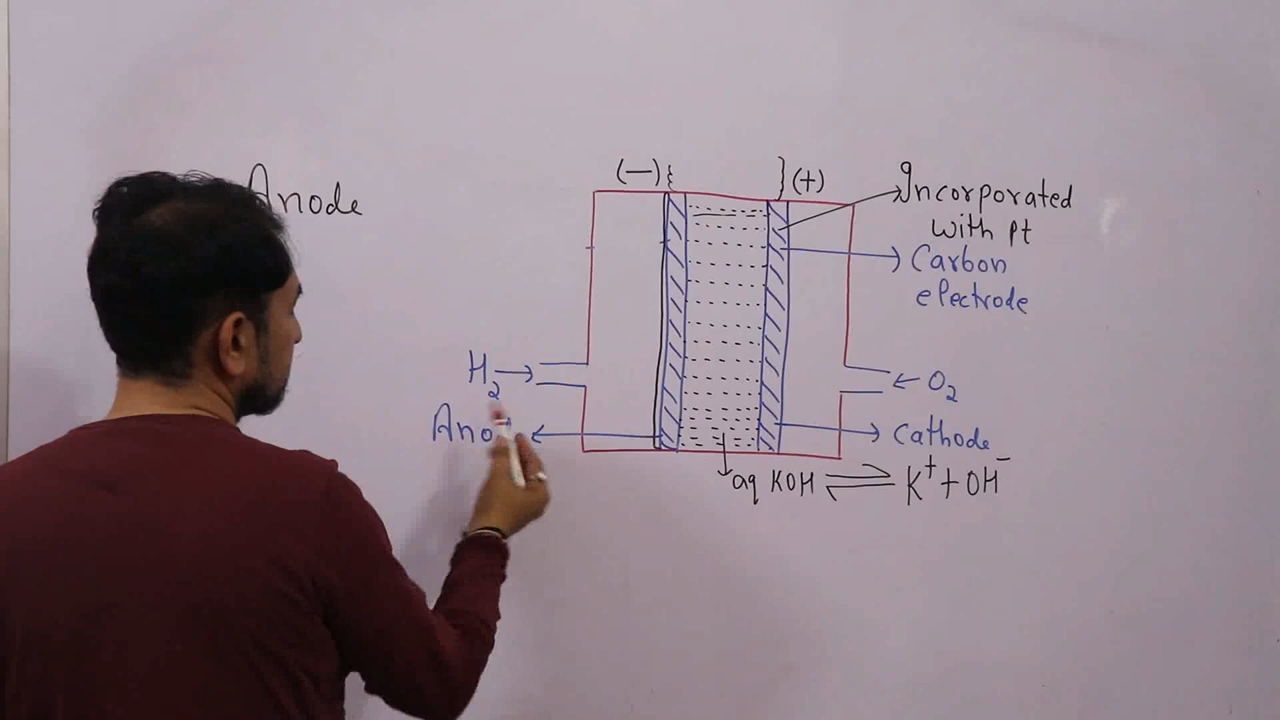 Anode
(−)
(+)
Incorporated
with Pt
Carbon
electrode
H₂ →
← O₂
Cathode
aq KOH ⇌ K⁺ + OH⁻